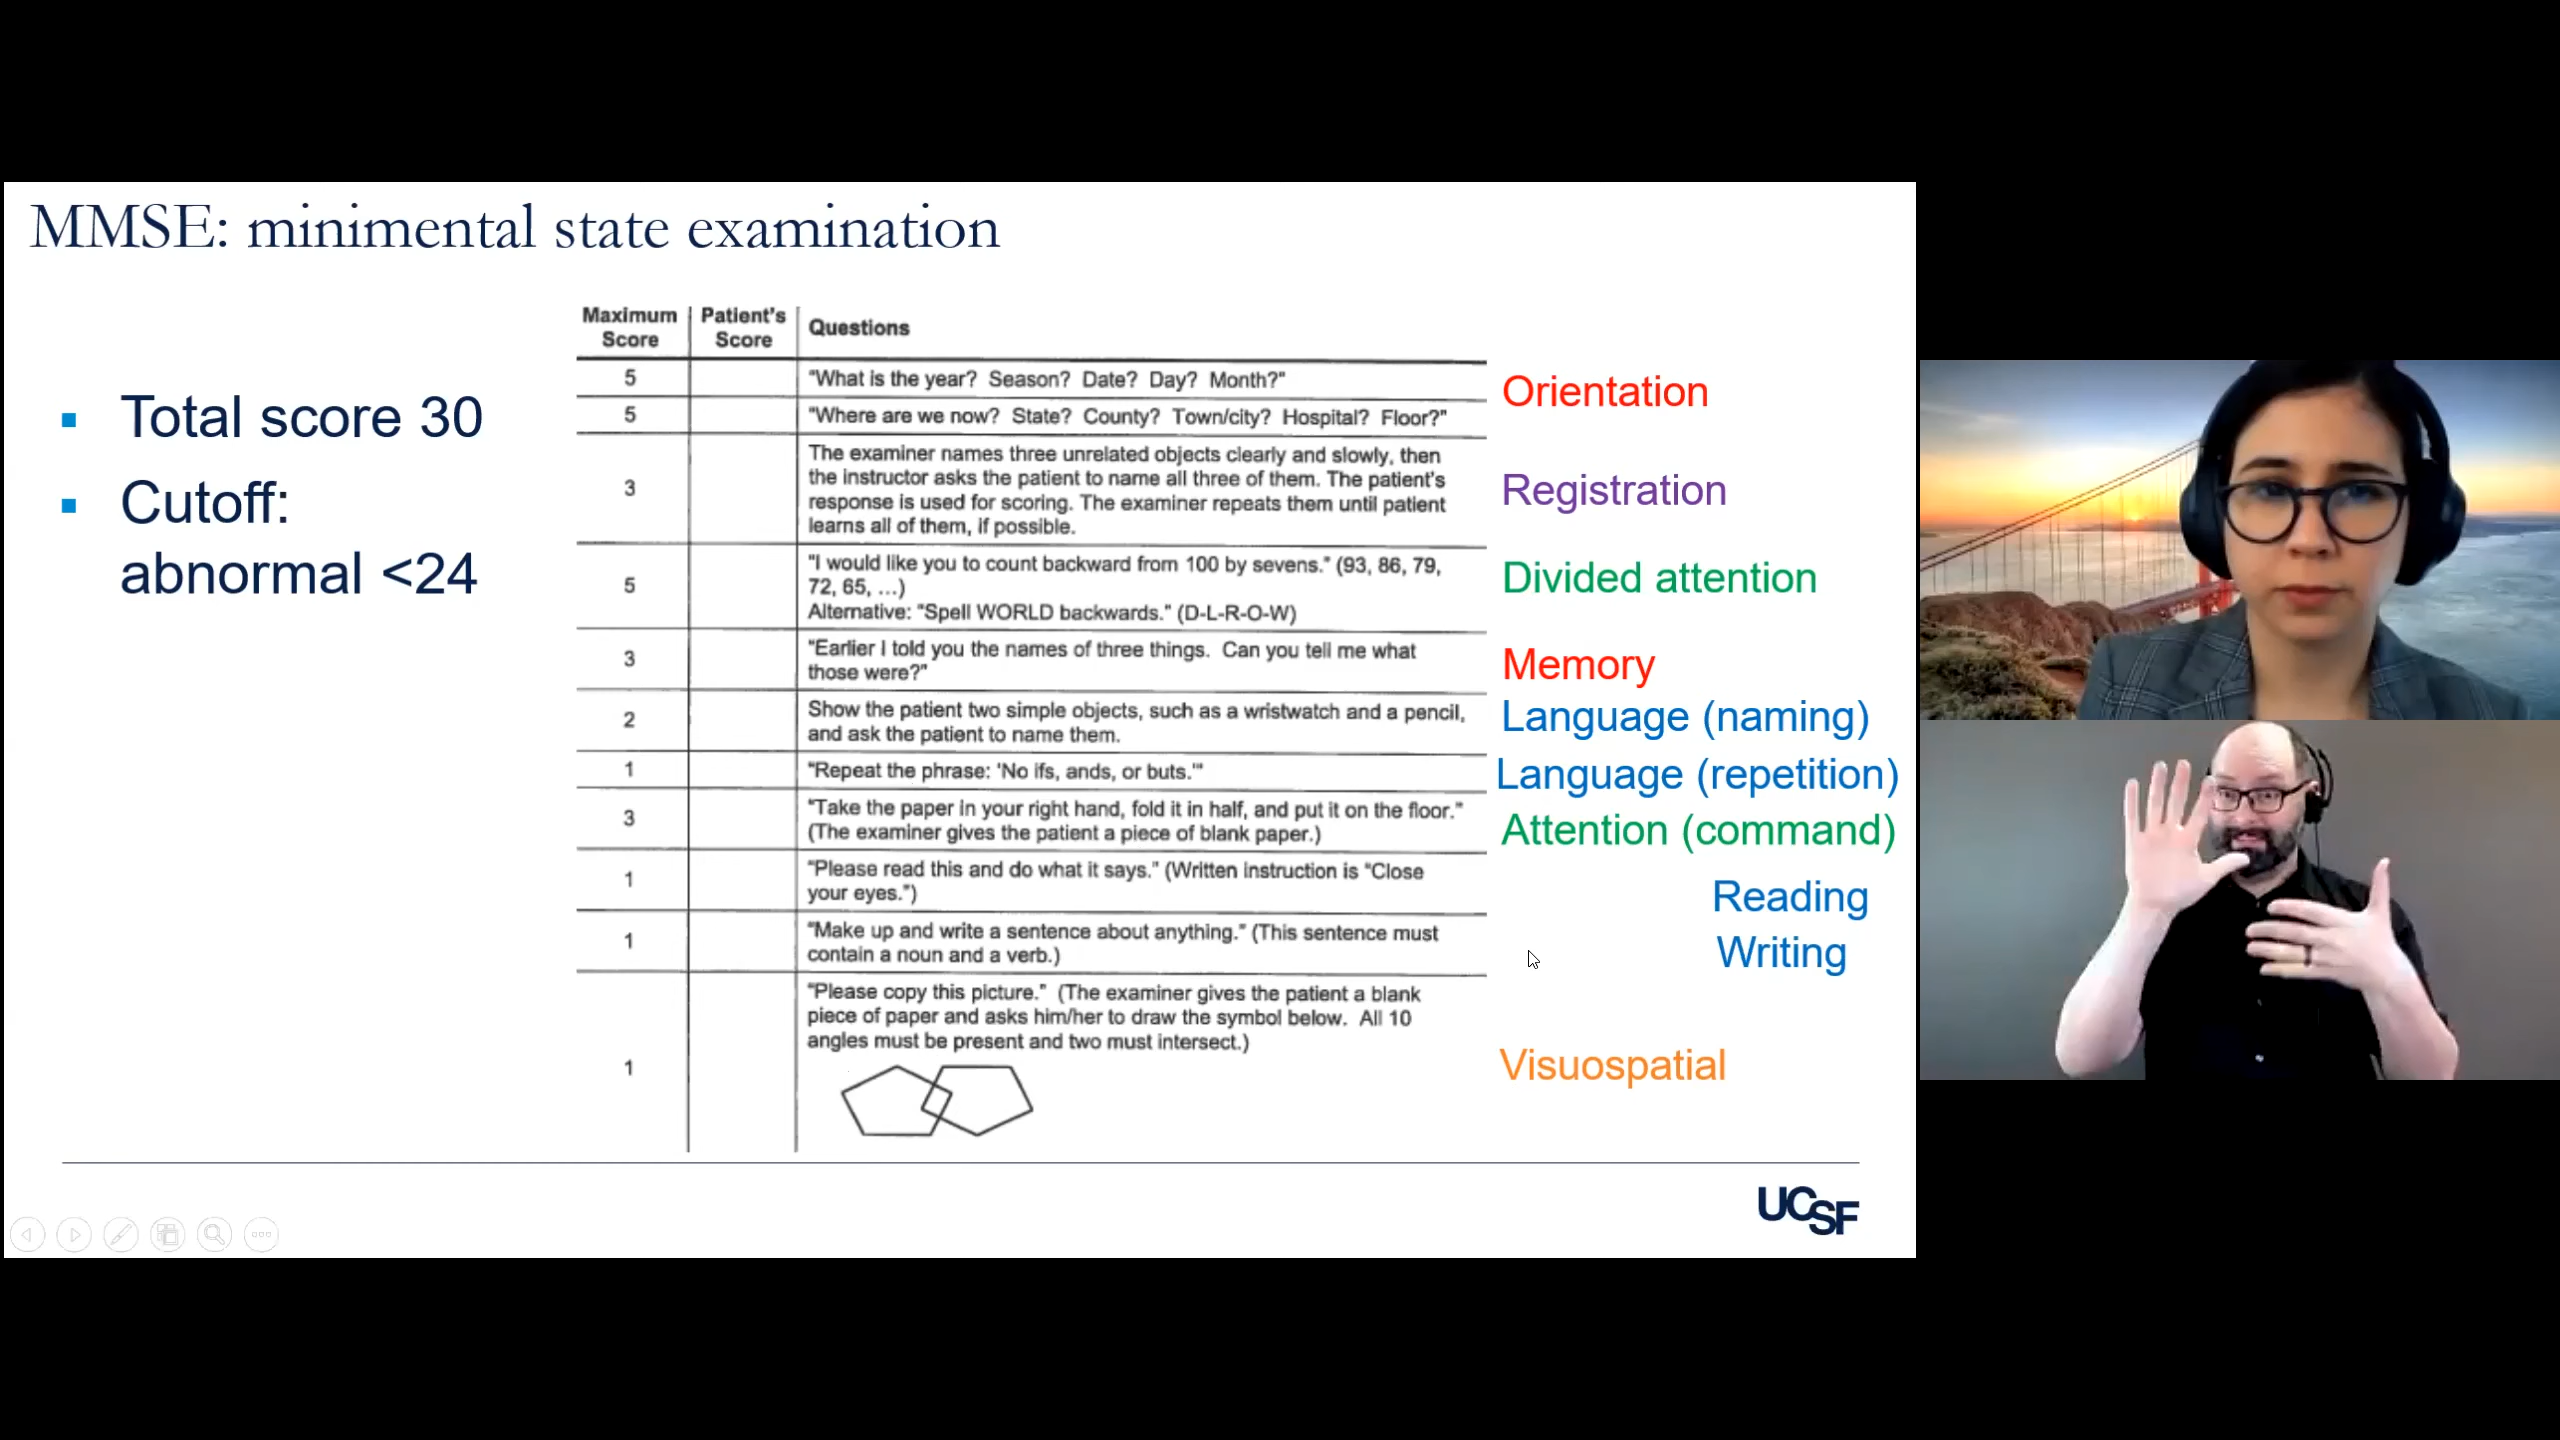 MMSE: minimental state examination
Total score 30
Cutoff:
abnormal <24
Maximum Score
Patient's Score
Questions
5
"What is the year? Season? Date? Day? Month?"
5
"Where are we now? State? County? Town/city? Hospital? Floor?"
3
The examiner names three unrelated objects clearly and slowly, then
the instructor asks the patient to name all three of them. The patient's
response is used for scoring. The examiner repeats them until patient
learns all of them, if possible.
5
"I would like you to count backward from 100 by sevens." (93, 86, 79,
72, 65, ...)
Alternative: "Spell WORLD backwards." (D-L-R-O-W)
3
"Earlier I told you the names of three things. Can you tell me what
those were?"
2
Show the patient two simple objects, such as a wristwatch and a pencil,
and ask the patient to name them.
1
"Repeat the phrase: 'No ifs, ands, or buts.'"
3
"Take the paper in your right hand, fold it in half, and put it on the floor."
(The examiner gives the patient a piece of blank paper.)
1
"Please read this and do what it says." (Written instruction is "Close
your eyes.")
1
"Make up and write a sentence about anything." (This sentence must
contain a noun and a verb.)
1
"Please copy this picture." (The examiner gives the patient a blank
piece of paper and asks him/her to draw the symbol below. All 10
angles must be present and two must intersect.)
Orientation
Registration
Divided attention
Memory
Language (naming)
Language (repetition)
Attention (command)
Reading
Writing
Visuospatial
UCSF